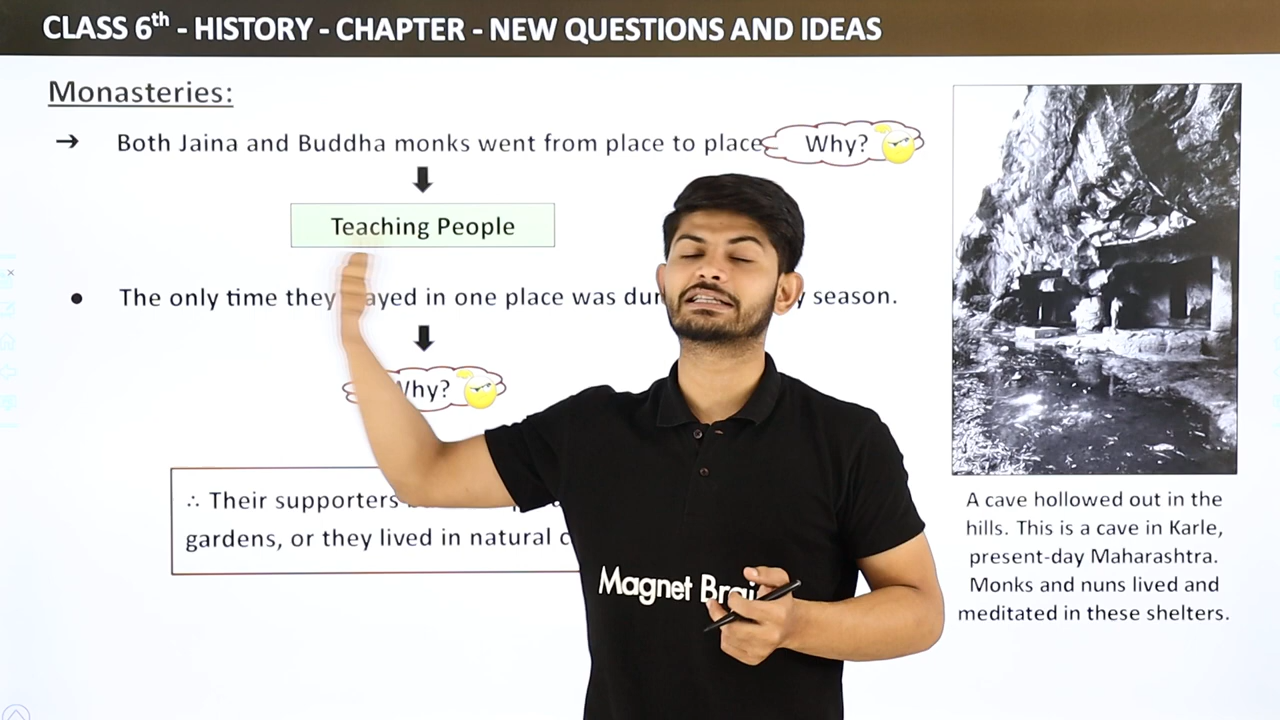 CLASS 6th - HISTORY - CHAPTER - NEW QUESTIONS AND IDEAS
Monasteries:
→ Both Jaina and Buddha monks went from place to place
Why?
Teaching People
• The only time they ayed in one place was dur y season.
Why?
∴ Their supporters
gardens, or they lived in natural c
Magnet Brai
A cave hollowed out in the
hills. This is a cave in Karle,
present-day Maharashtra.
Monks and nuns lived and
meditated in these shelters.